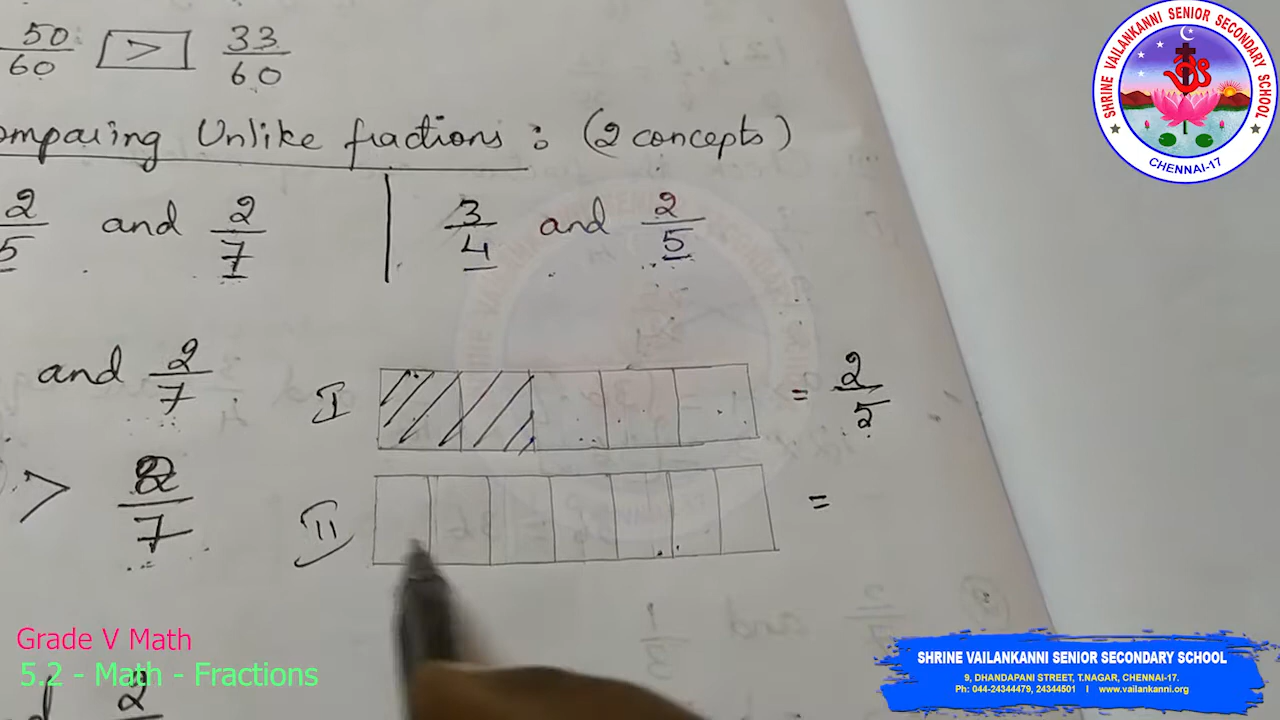 50/60 > 33/60
omparing Unlike fractions : (2 concepts)
2/5 and 2/7 | 3/4 and 2/5
and 2/7
I = 2/5
> 2/7
II =
2
SHRINE VAILANKANNI SENIOR SECONDARY SCHOOL
CHENNAI-17
Grade V Math
5.2 - Math - Fractions
SHRINE VAILANKANNI SENIOR SECONDARY SCHOOL
9, DHANDAPANI STREET, T.NAGAR, CHENNAI-17.
Ph: 044-24344479, 24344501 I www.vailankanni.org